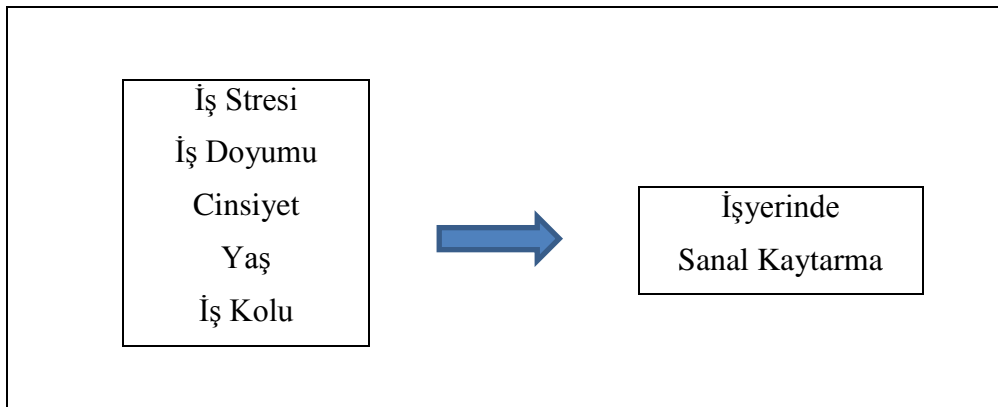 İş Stresi
İş Doyumu
Cinsiyet
Yaş
İş Kolu
İşyerinde
Sanal Kaytarma